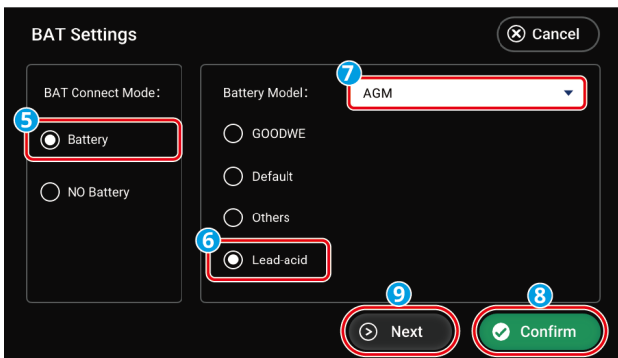 BAT Settings
Cancel
BAT Connect Mode:
5
Battery
NO Battery
Battery Model:
7
AGM
GOODWE
Default
Others
6
Lead-acid
9
Next
8
Confirm